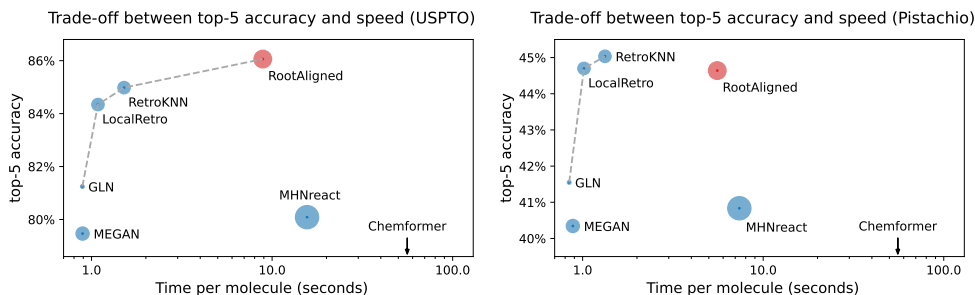 Trade-off between top-5 accuracy and speed (USPTO)
86%
84%
82%
80%
top-5 accuracy
RootAligned
RetroKNN
LocalRetro
GLN
MHNreact
MEGAN
Chemformer
1.0
10.0
100.0
Time per molecule (seconds)
Trade-off between top-5 accuracy and speed (Pistachio)
45%
44%
43%
42%
41%
40%
top-5 accuracy
RetroKNN
LocalRetro
RootAligned
GLN
MEGAN
MHNreact
Chemformer
1.0
10.0
100.0
Time per molecule (seconds)